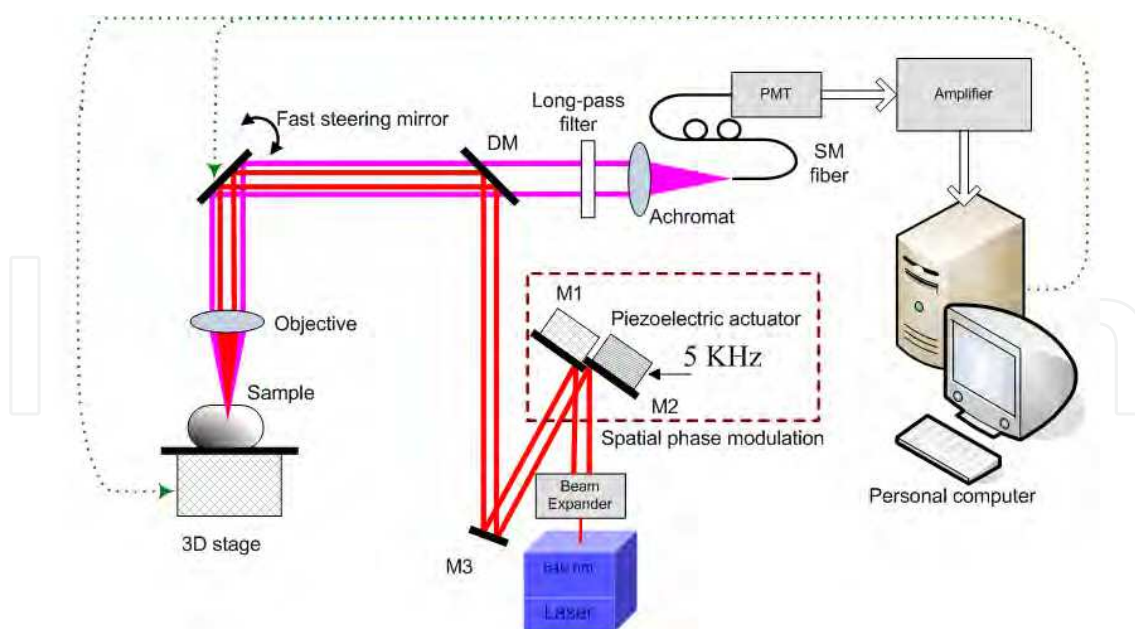 Fast steering mirror
DM
Long-pass
filter
PMT
Amplifier
SM
fiber
Achromat
Objective
Sample
3D stage
M1
Piezoelectric actuator
5 KHz
M2
Spatial phase modulation
Beam
Expander
M3
nm
Laser
Personal computer